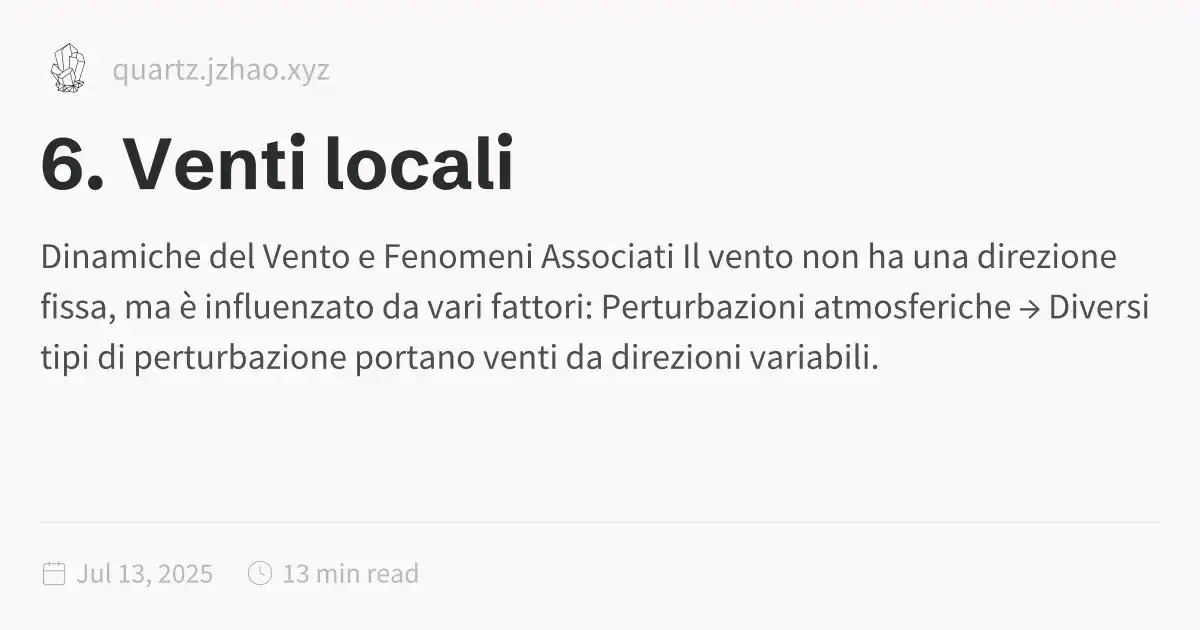 quartz.jzhao.xyz
6. Venti locali
Dinamiche del Vento e Fenomeni Associati Il vento non ha una direzione
fissa, ma è influenzato da vari fattori: Perturbazioni atmosferiche → Diversi
tipi di perturbazione portano venti da direzioni variabili.
Jul 13, 2025 13 min read